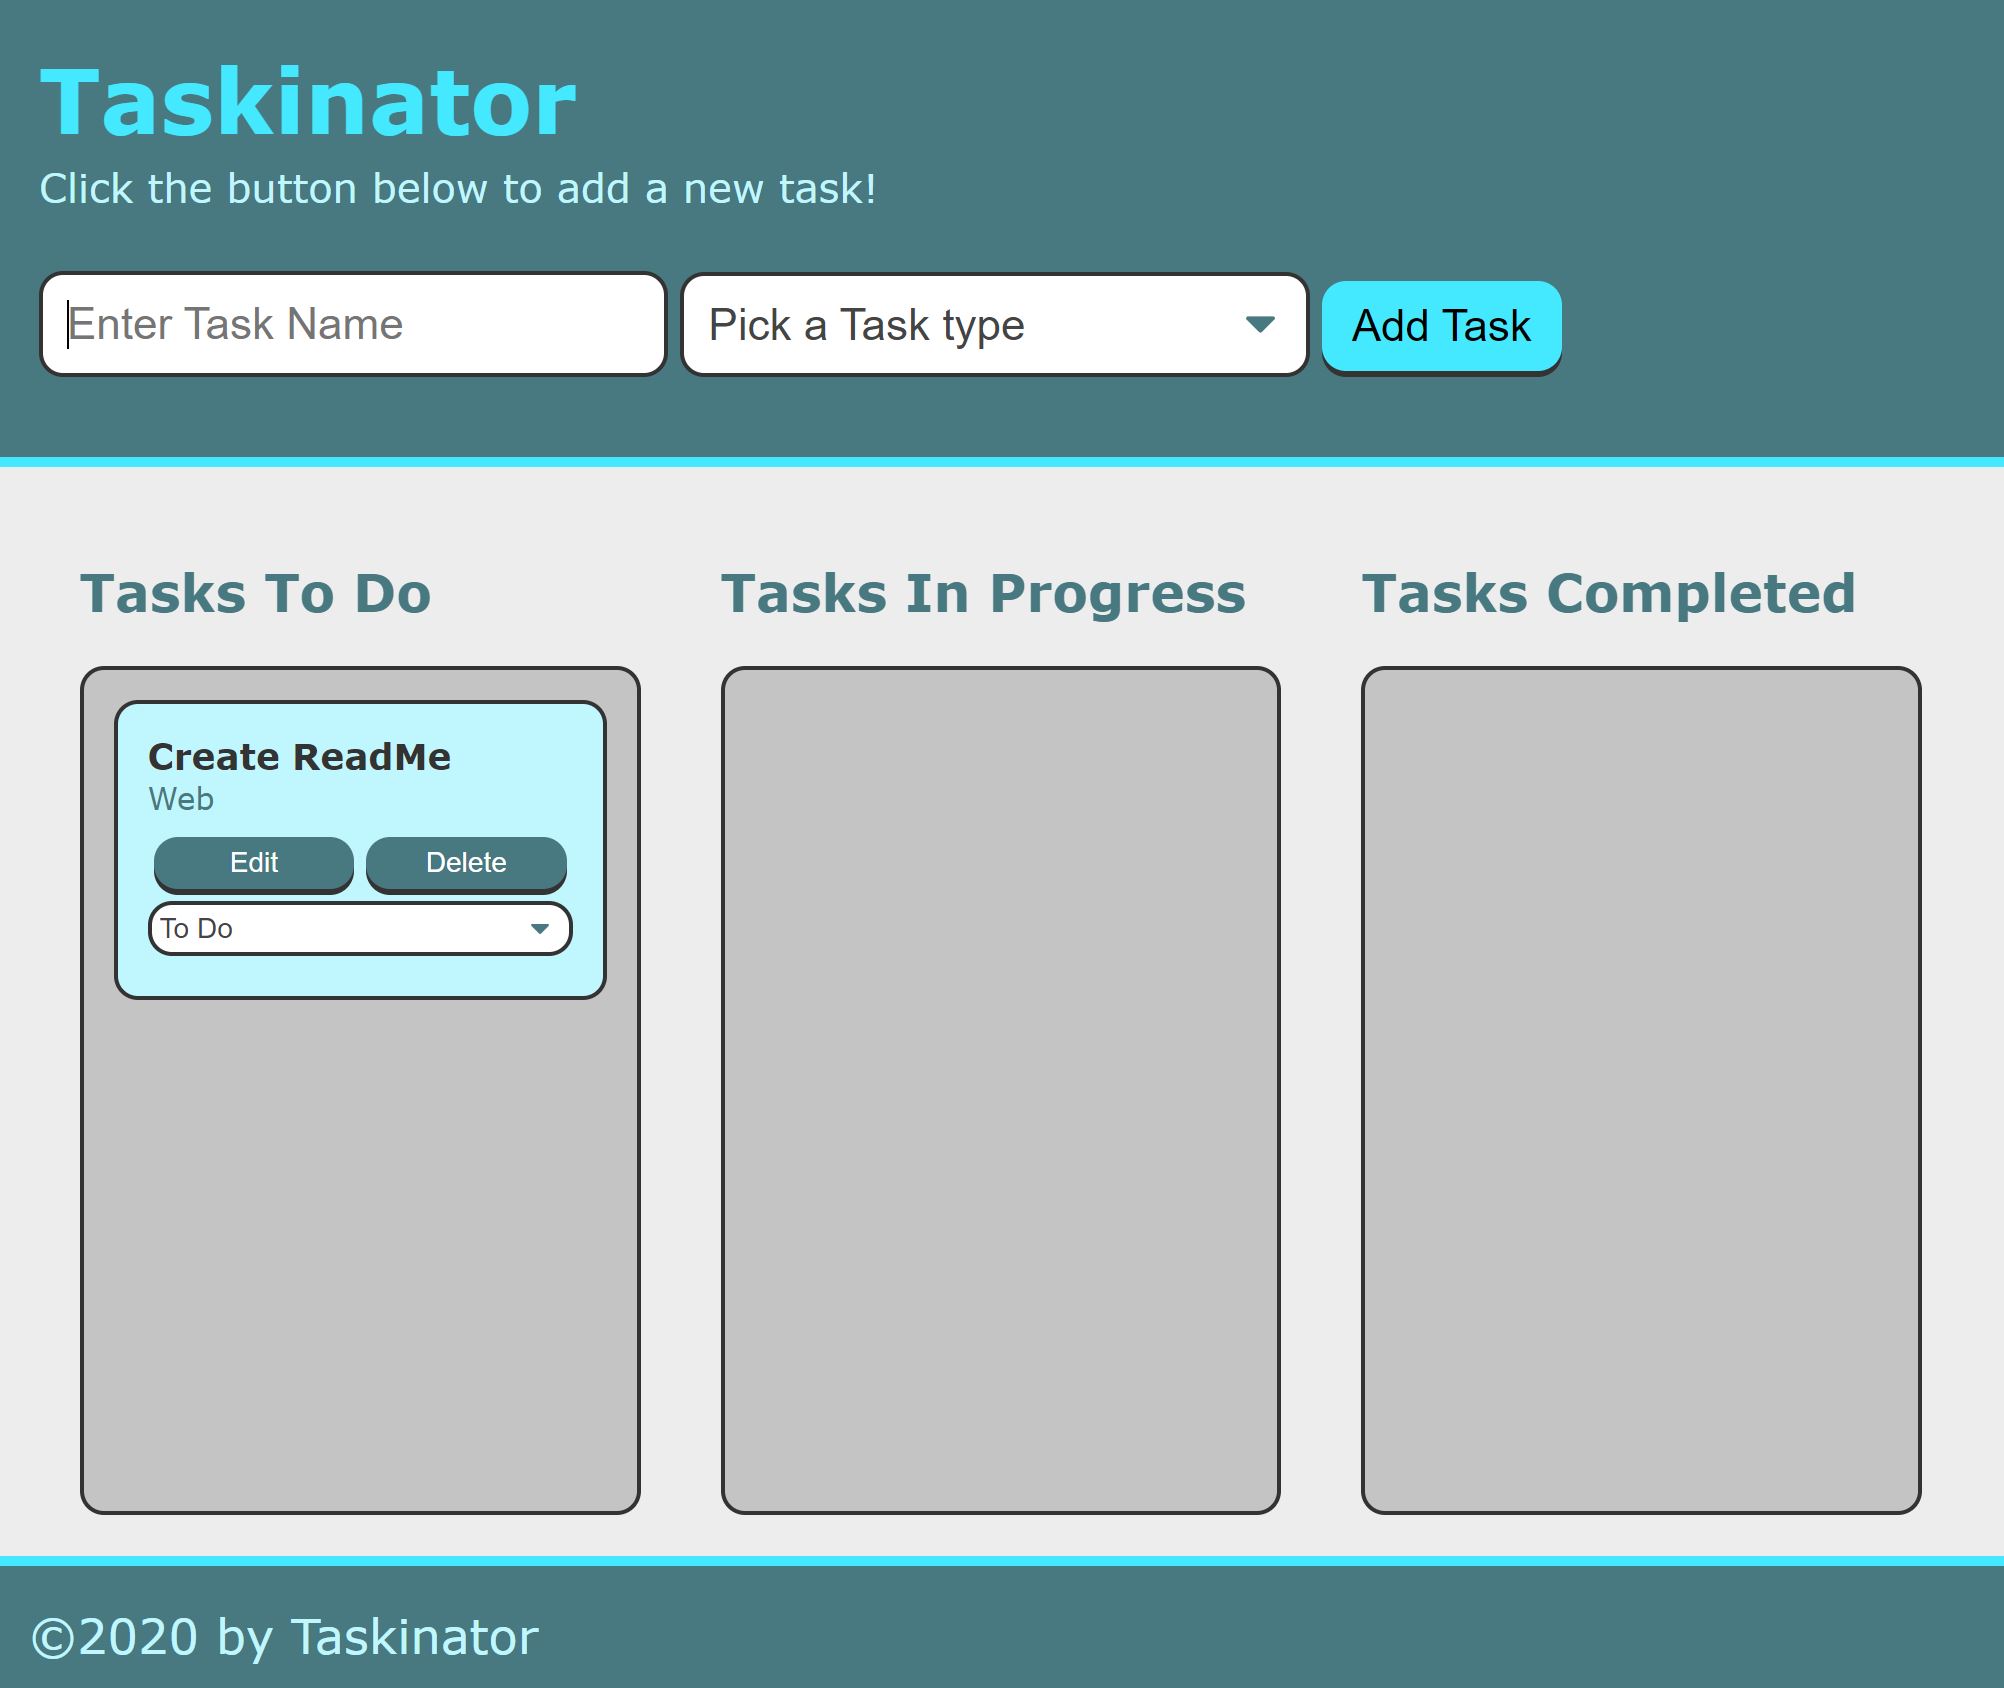 Taskinator
Click the button below to add a new task!
Enter Task Name
Pick a Task type
Add Task
Tasks To Do
Tasks In Progress
Tasks Completed
Create ReadMe
Web
Edit
Delete
To Do
©2020 by Taskinator